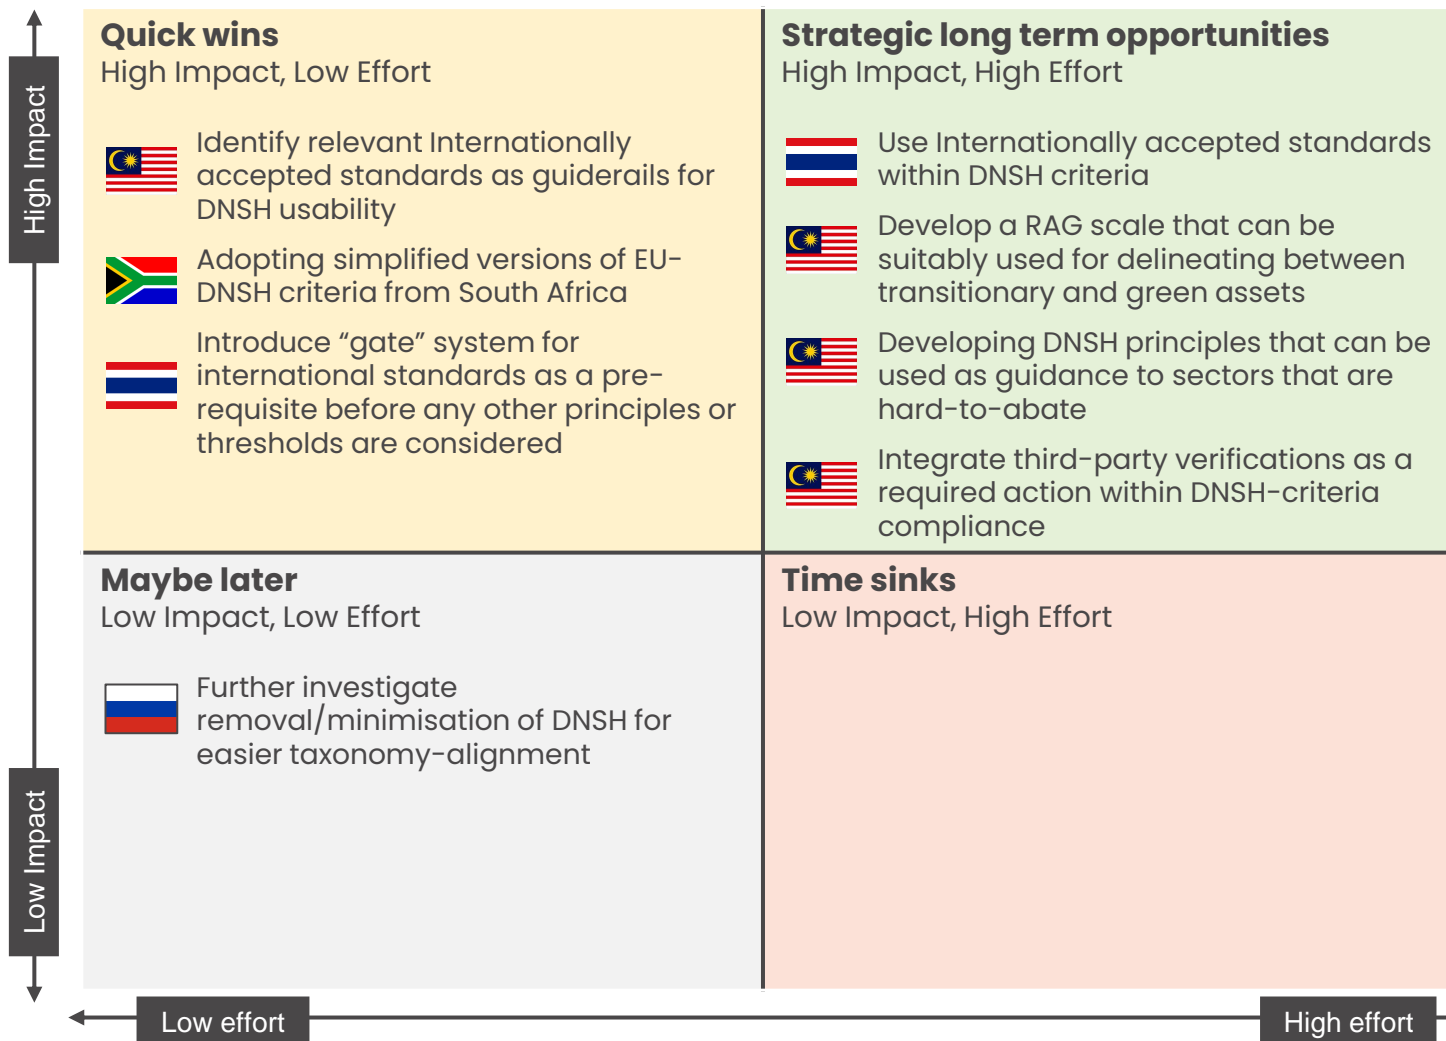 High Impact
Low Impact
Quick wins
High Impact, Low Effort
Identify relevant Internationally
accepted standards as guiderails for
DNSH usability
Adopting simplified versions of EU-
DNSH criteria from South Africa
Introduce “gate” system for
international standards as a pre-
requisite before any other principles or
thresholds are considered
Strategic long term opportunities
High Impact, High Effort
Use Internationally accepted standards
within DNSH criteria
Develop a RAG scale that can be
suitably used for delineating between
transitionary and green assets
Developing DNSH principles that can be
used as guidance to sectors that are
hard-to-abate
Integrate third-party verifications as a
required action within DNSH-criteria
compliance
Maybe later
Low Impact, Low Effort
Further investigate
removal/minimisation of DNSH for
easier taxonomy-alignment
Time sinks
Low Impact, High Effort
Low effort
High effort